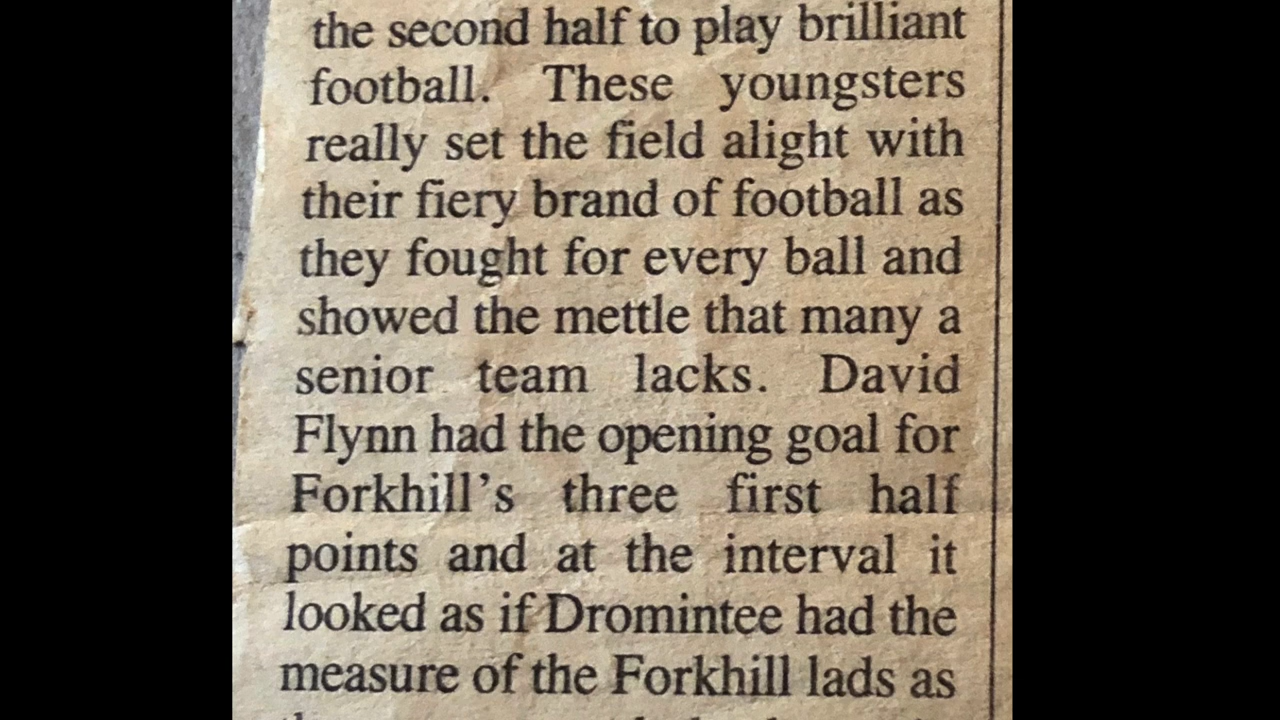 the second half to play brilliant
football. These youngsters
really set the field alight with
their fiery brand of football as
they fought for every ball and
showed the mettle that many a
senior team lacks. David
Flynn had the opening goal for
Forkhill's three first half
points and at the interval it
looked as if Dromintee had the
measure of the Forkhill lads as